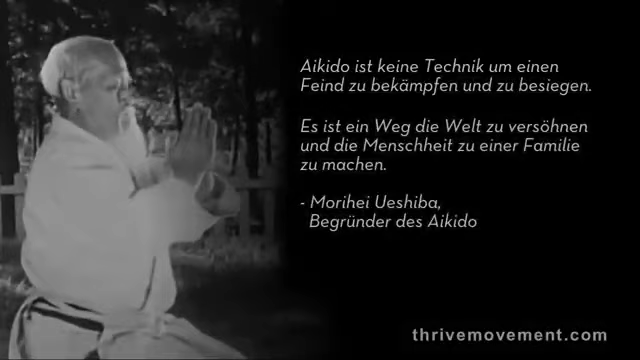 Aikido ist keine Technik um einen
Feind zu bekämpfen und zu besiegen.
Es ist ein Weg die Welt zu versöhnen
und die Menschheit zu einer Familie
zu machen.
- Morihei Ueshiba,
Begründer des Aikido
thrivemovement.com